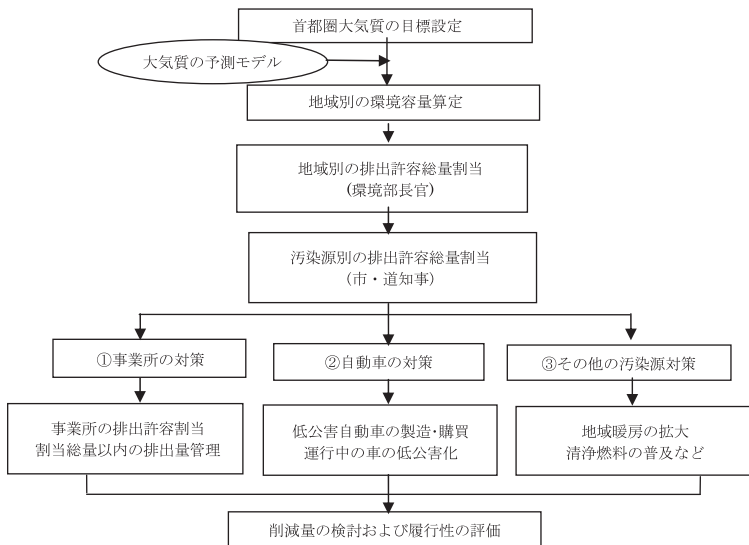 首都圏大気質の目標設定
大気質の予測モデル
地域別の環境容量算定
地域別の排出許容総量割当
(環境部長官)
汚染源別の排出許容総量割当
(市・道知事)
①事業所の対策
②自動車の対策
③その他の汚染源対策
事業所の排出許容割当
割当総量以内の排出量管理
低公害自動車の製造・購買
運行中の車の低公害化
地域暖房の拡大
清浄燃料の普及など
削減量の検討および履行性の評価